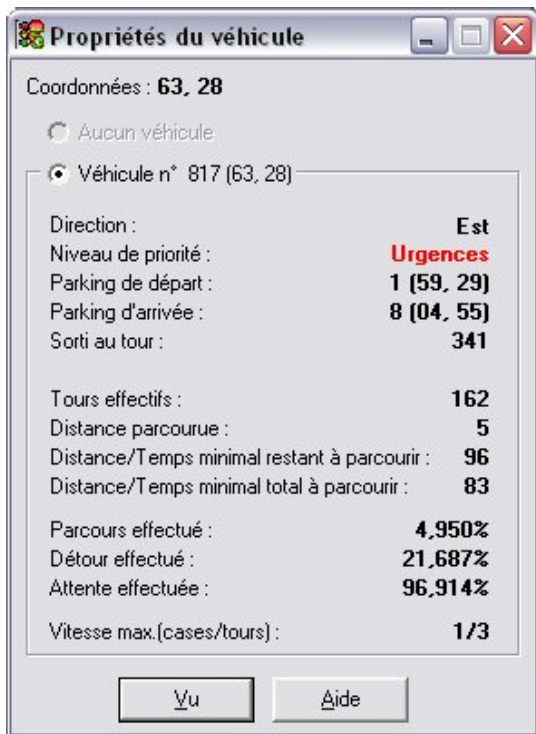 Propriétés du véhicule
Coordonnées : 63, 28
Aucun véhicule
Véhicule n° 817 (63, 28)
Direction : Est
Niveau de priorité : Urgences
Parking de départ : 1 (59, 29)
Parking d'arrivée : 8 (04, 55)
Sorti au tour : 341
Tours effectifs : 162
Distance parcourue : 5
Distance/Temps minimal restant à parcourir : 96
Distance/Temps minimal total à parcourir : 83
Parcours effectué : 4,950%
Détour effectué : 21,687%
Attente effectuée : 96,914%
Vitesse max.(cases/tours) : 1/3
Vu Aide